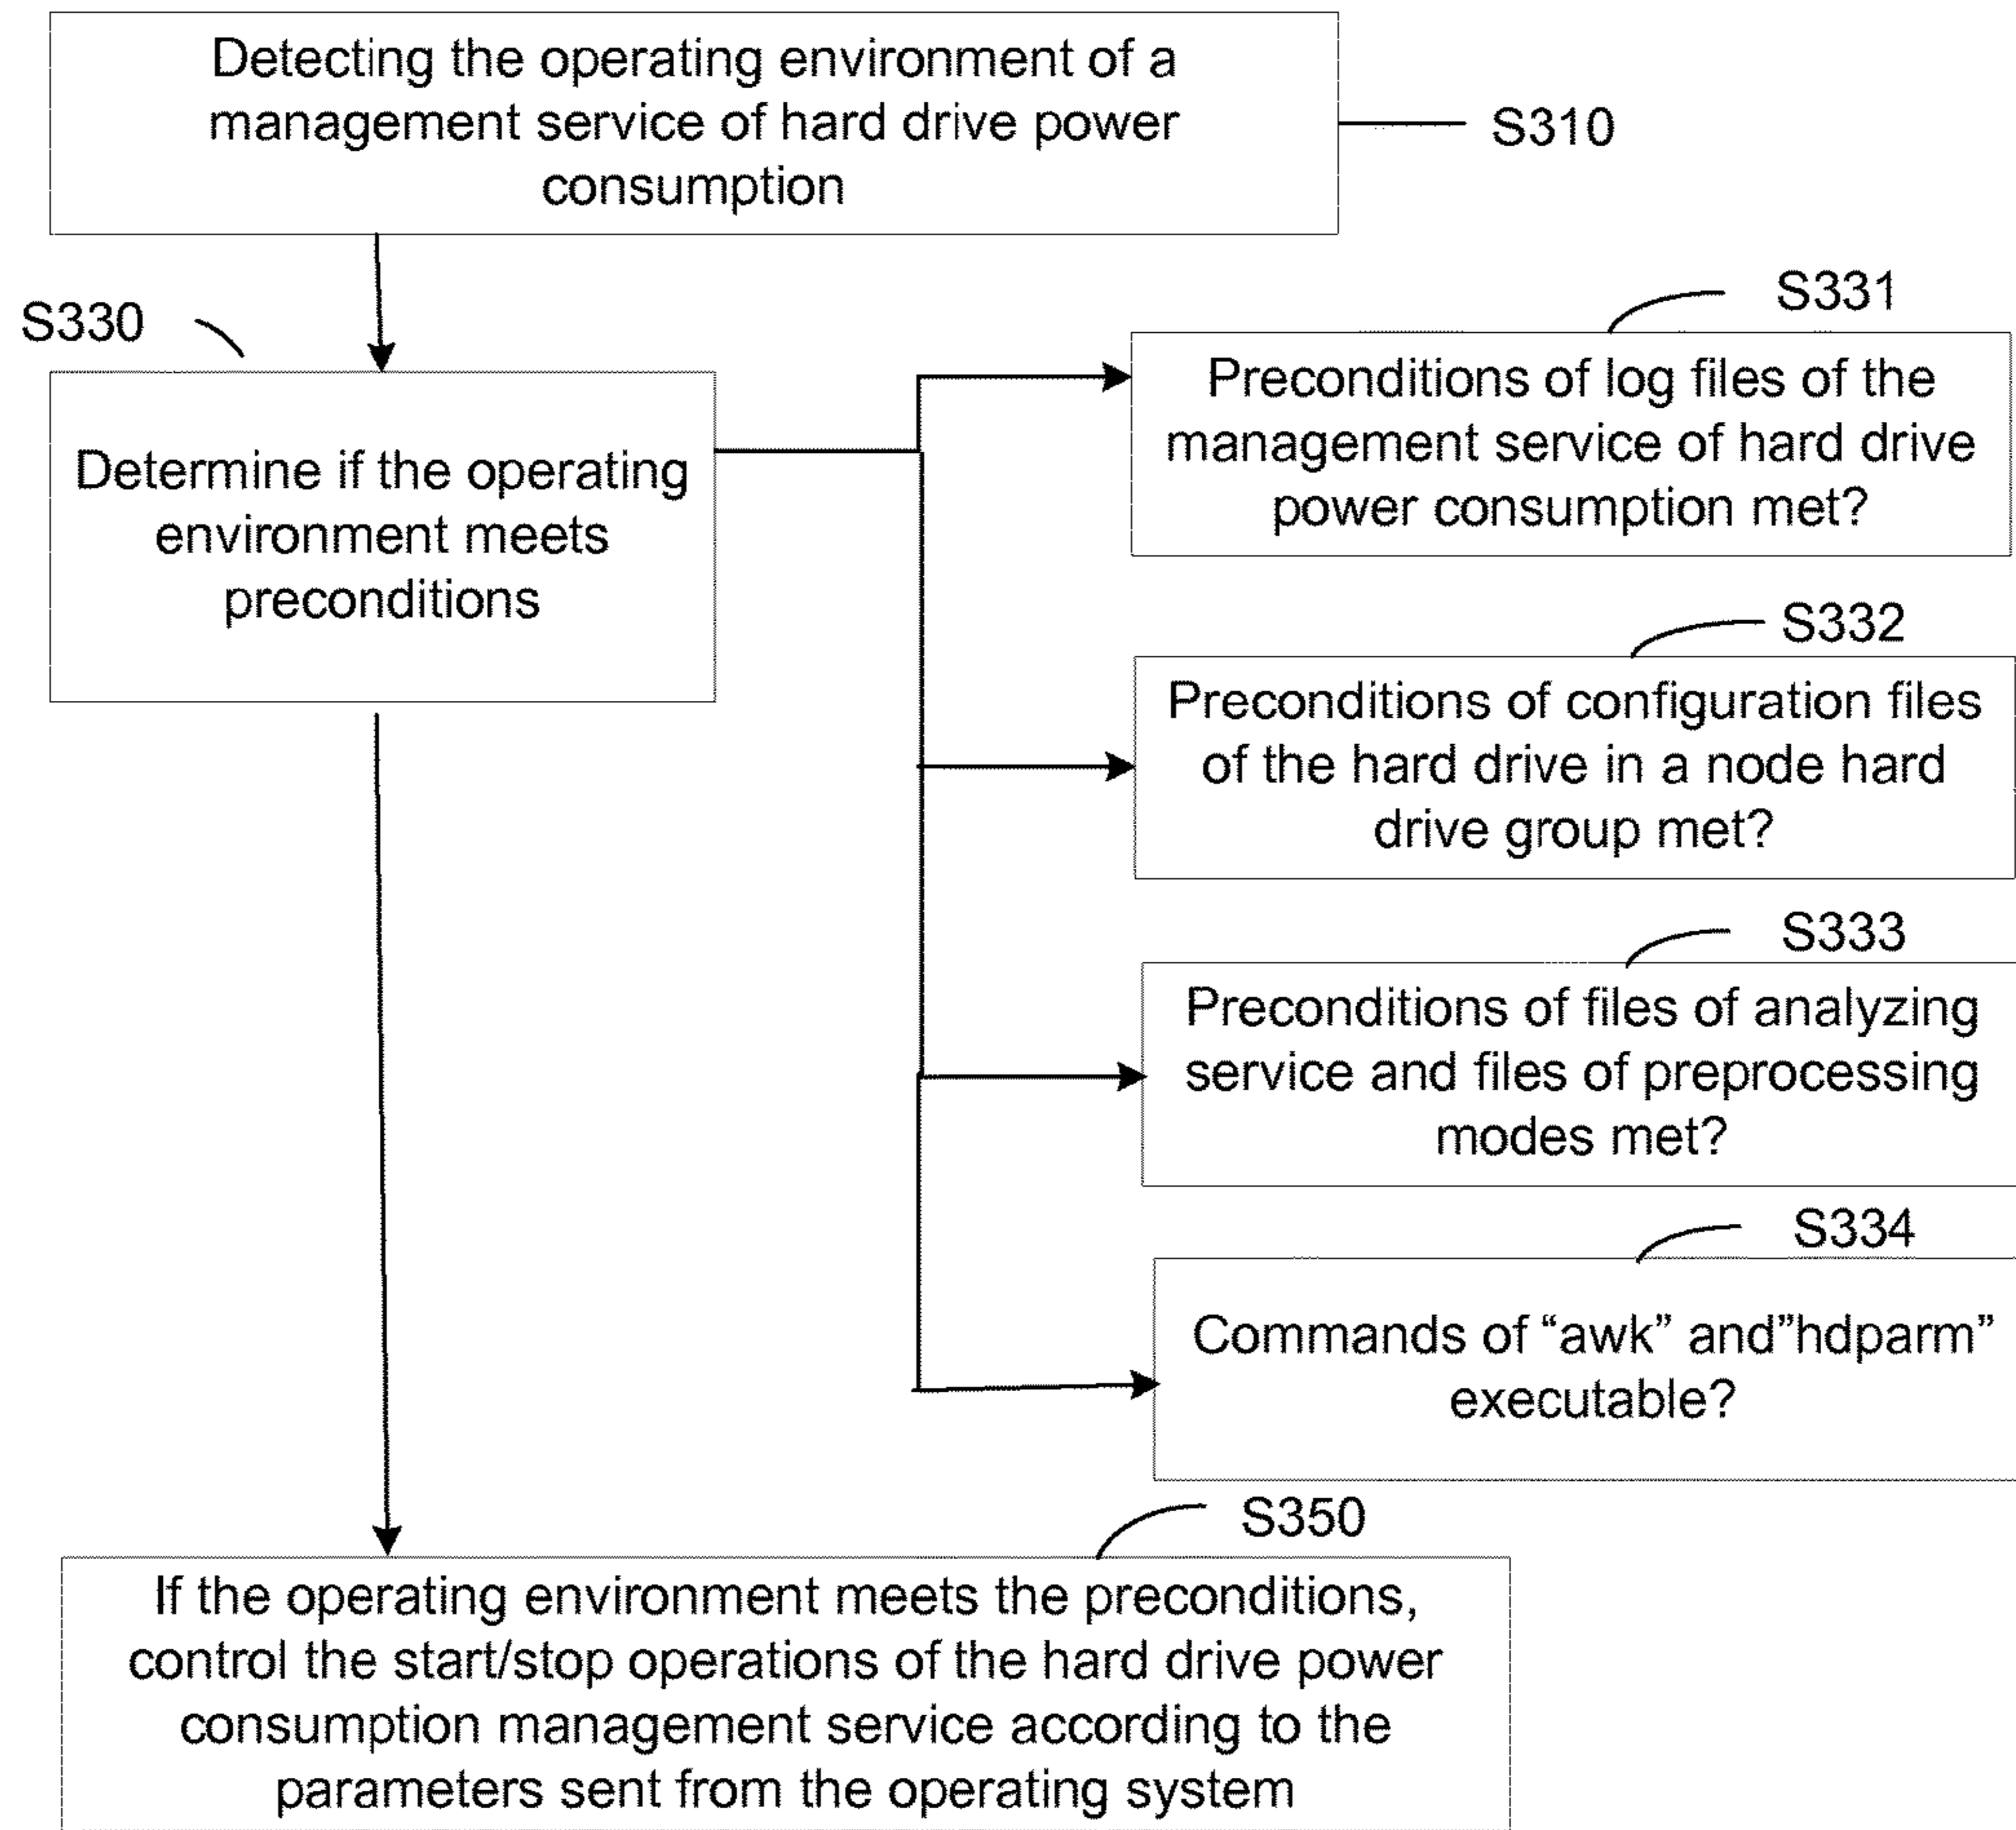 Detecting the operating environment of a
management service of hard drive power
consumption
S310
S330
Determine if the operating
environment meets
preconditions
S331
Preconditions of log files of the
management service of hard drive
power consumption met?
S332
Preconditions of configuration files
of the hard drive in a node hard
drive group met?
S333
Preconditions of files of analyzing
service and files of preprocessing
modes met?
S334
Commands of “awk” and”hdparm”
executable?
S350
If the operating environment meets the preconditions,
control the start/stop operations of the hard drive power
consumption management service according to the
parameters sent from the operating system